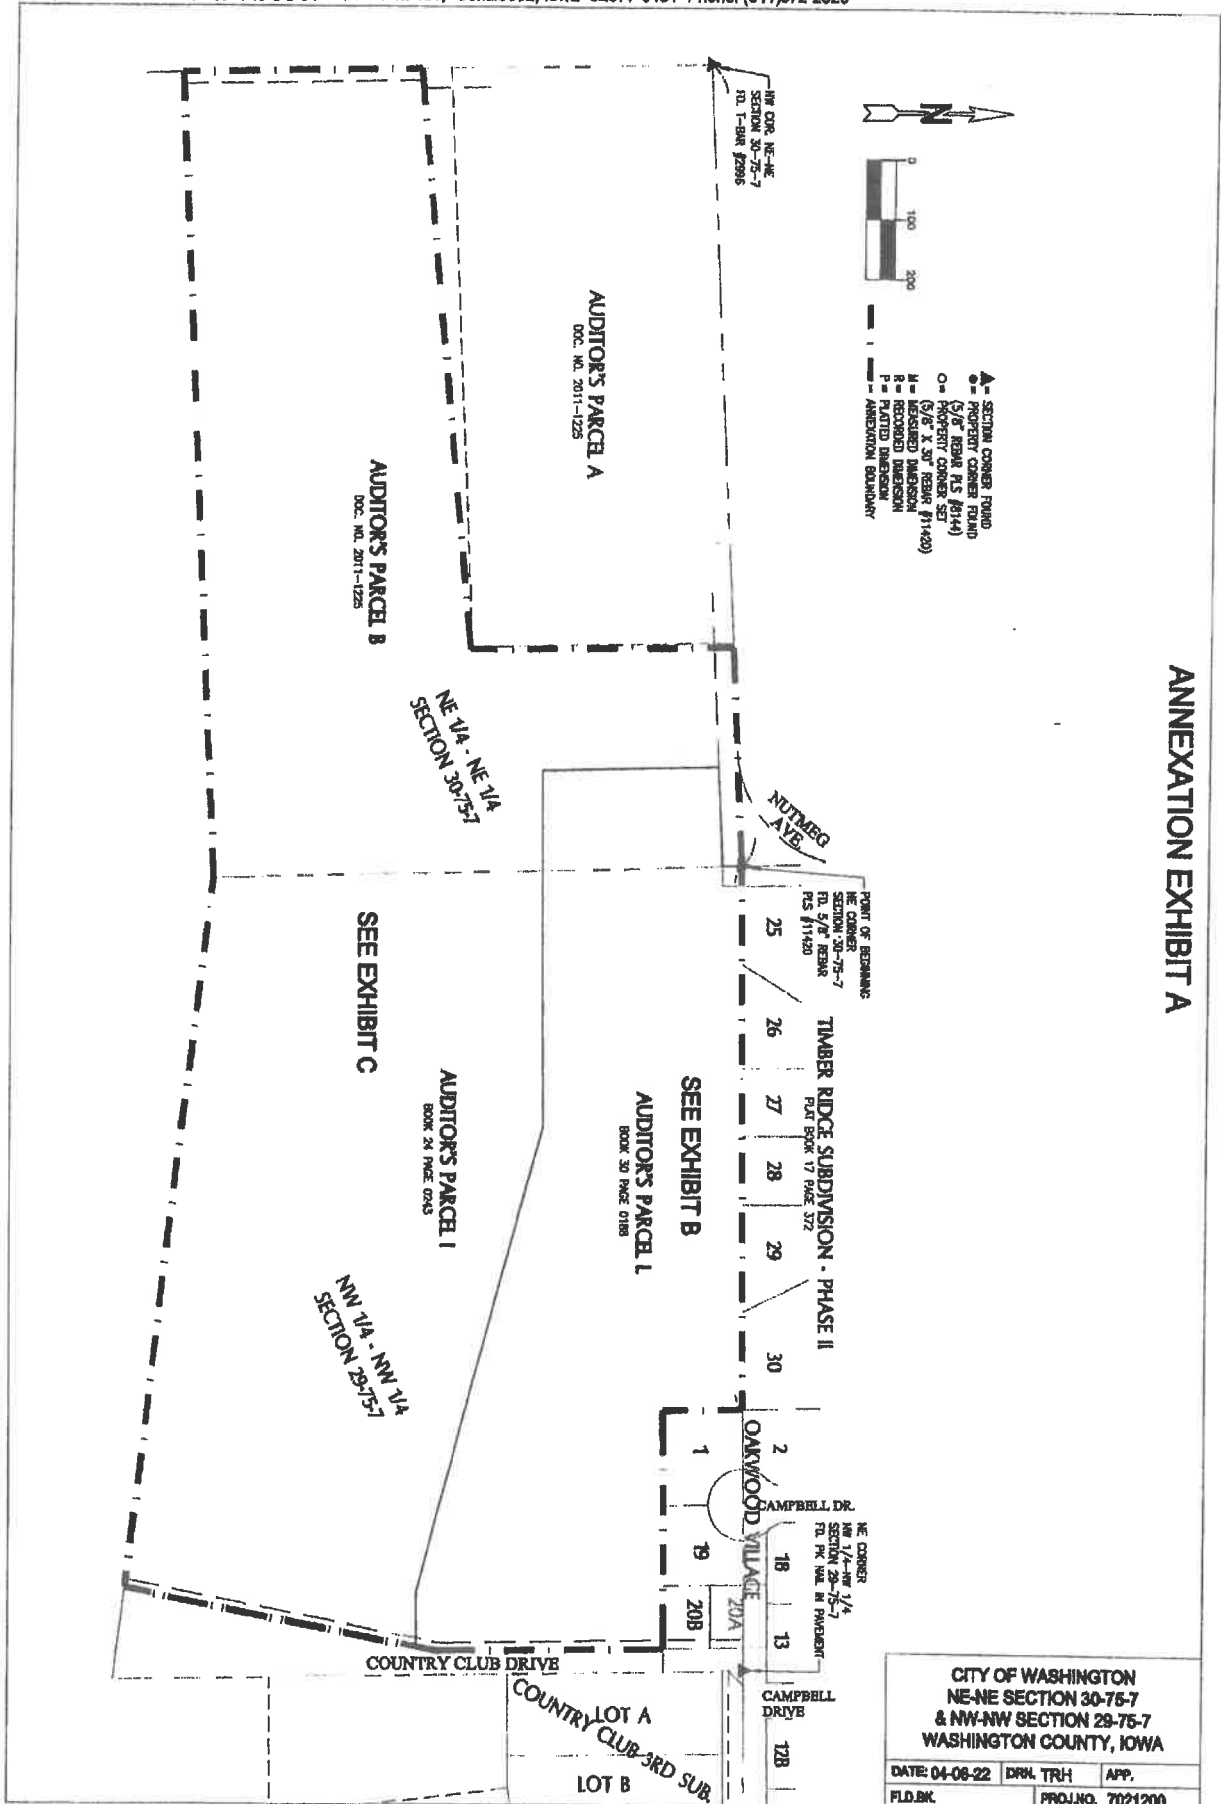 ANNEXATION EXHIBIT A
N
0
100
200
▲= SECTION CORNER FOUND
●= PROPERTY CORNER FOUND
(5/8" REBAR PLS #8144)
O= PROPERTY CORNER SET
(5/8" X 30" REBAR #11420)
M= MEASURED DIMENSION
R= RECORDED DIMENSION
P= PLATTED DIMENSION
= ANNEXATION BOUNDARY
NW COR. NE-NE
SECTION 30-75-7
FD. T-BAR #2996
AUDITOR'S PARCEL A
DOC. NO. 2011-1225
AUDITOR'S PARCEL B
DOC. NO. 2011-1225
NE 1/4 - NE 1/4
SECTION 30-75-7
NUTMEG
AVE.
POINT OF BEGINNING
NE CORNER
SECTION 30-75-7
FD. 5/8" REBAR
PLS #11420
TIMBER RIDGE SUBDIVISION - PHASE II
PLAT BOOK 17 PAGE 372
25
26
27
28
29
30
SEE EXHIBIT B
AUDITOR'S PARCEL L
BOOK 30 PAGE 0188
SEE EXHIBIT C
AUDITOR'S PARCEL I
BOOK 24 PAGE 0243
NW 1/4 - NW 1/4
SECTION 29-75-7
OAKWOOD VILLAGE
2
1
CAMPBELL DR.
18
19
13
20A
20B
NE CORNER
NW 1/4-NW 1/4
SECTION 29-75-7
FD. PK NAIL IN PAVEMENT
COUNTRY CLUB DRIVE
CAMPBELL
DRIVE
12B
COUNTRY CLUB 3RD SUB.
LOT A
LOT B
CITY OF WASHINGTON
NE-NE SECTION 30-75-7
& NW-NW SECTION 29-75-7
WASHINGTON COUNTY, IOWA
DATE: 04-06-22
DRN. TRH
APP.
FLD.BK.
PROJ.NO. 7021200